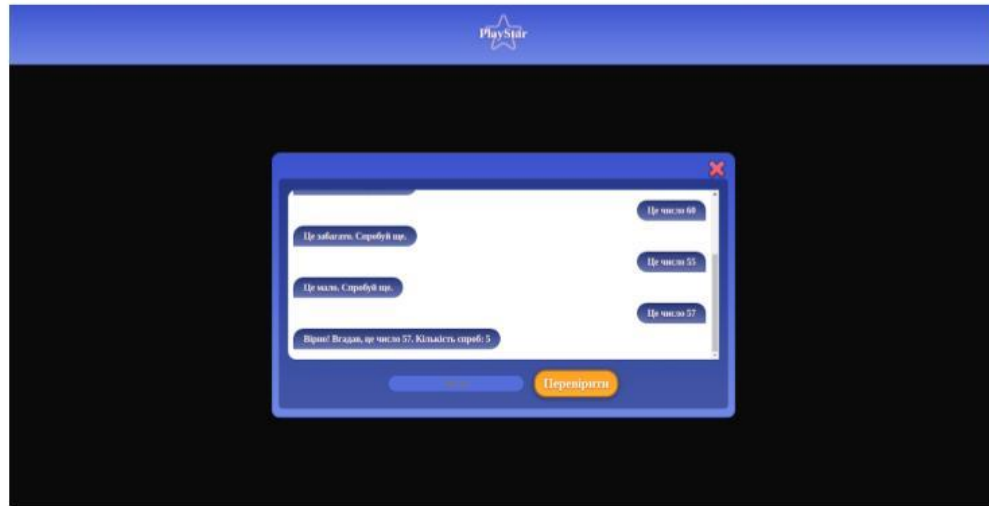 PlayStar
Це число 60
Це забагато. Спробуй ще.
Це число 55
Це мало. Спробуй ще.
Це число 57
Вірно! Вгадав, це число 57. Кількість спроб: 5
Перевірити